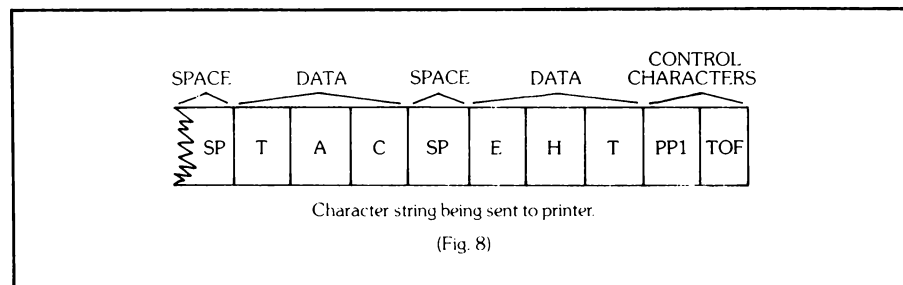 CONTROL
SPACE DATA SPACE DATA CHARACTERS
SP T A C SP E H T PP1 TOF
Character string being sent to printer.
(Fig. 8)